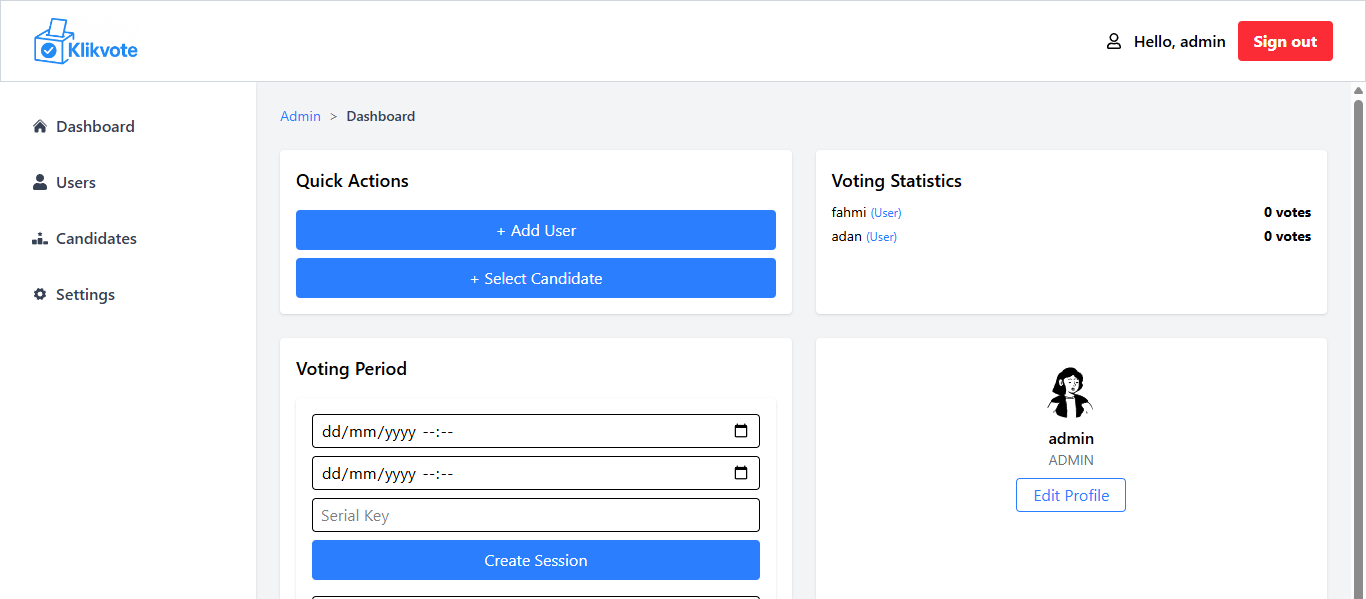 Klikvote
Hello, admin
Sign out
Dashboard
Users
Candidates
Settings
Admin > Dashboard
Quick Actions
+ Add User
+ Select Candidate
Voting Statistics
fahmi (User) 0 votes
adan (User) 0 votes
Voting Period
dd/mm/yyyy --:--
dd/mm/yyyy --:--
Serial Key
Create Session
admin
ADMIN
Edit Profile